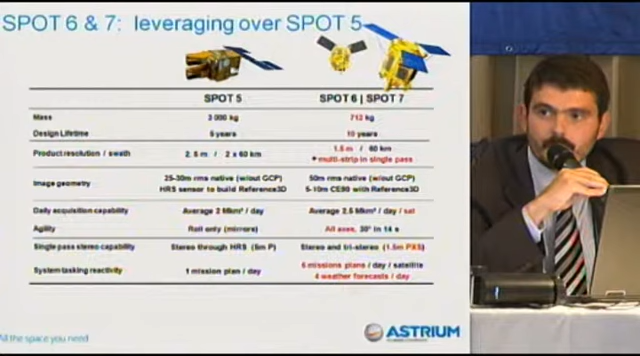 SPOT 6 & 7: leveraging over SPOT 5
SPOT 5 SPOT 6 | SPOT 7
Mass 3 000 kg 712 kg
Design Lifetime 5 years 10 years
Product resolution / swath 2. 5 m / 2 x 60 km 1.5 m / 60 km
multi-strip in single pass
Image geometry 25-30m rms native (w/out GCP) 50m rms native (w/out GCP)
HRS sensor to build Reference3D 5-10m CE90 with Reference3D
Daily acquisition capability Average 2 Mkm² / day Average 2.5 Mkm² / day / sat
Agility Roll only (mirrors) All axes, 30° in 14 s
Single pass stereo capability Stereo through HRS (5m P) Stereo and tri-stereo (1.5m PXS)
System tasking reactivity 1 mission plan / day 6 missions plans / day / satellite
4 weather forecasts / day
All the space you need
ASTRIUM